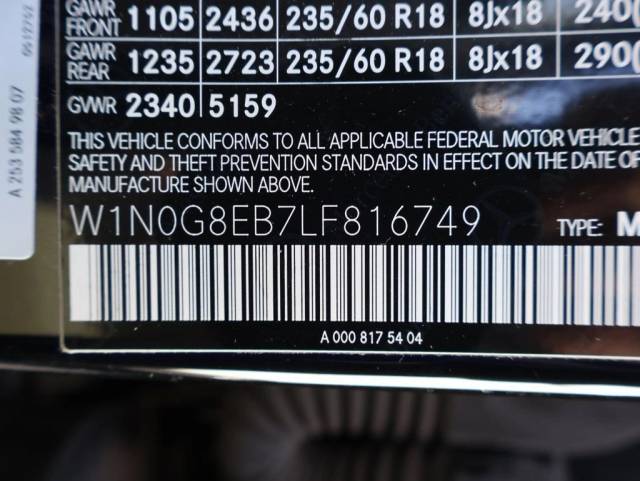 GAWR FRONT 1105 2436 235/60 R18 8Jx18 240
GAWR REAR 1235 2723 235/60 R18 8Jx18 290
GVWR 2340 5159
THIS VEHICLE CONFORMS TO ALL APPLICABLE FEDERAL MOTOR VEHICLE
SAFETY AND THEFT PREVENTION STANDARDS IN EFFECT ON THE DATE OF
MANUFACTURE SHOWN ABOVE.
W1N0G8EB7LF816749 TYPE: M
A 000 817 54 04
A 253 584 98 07